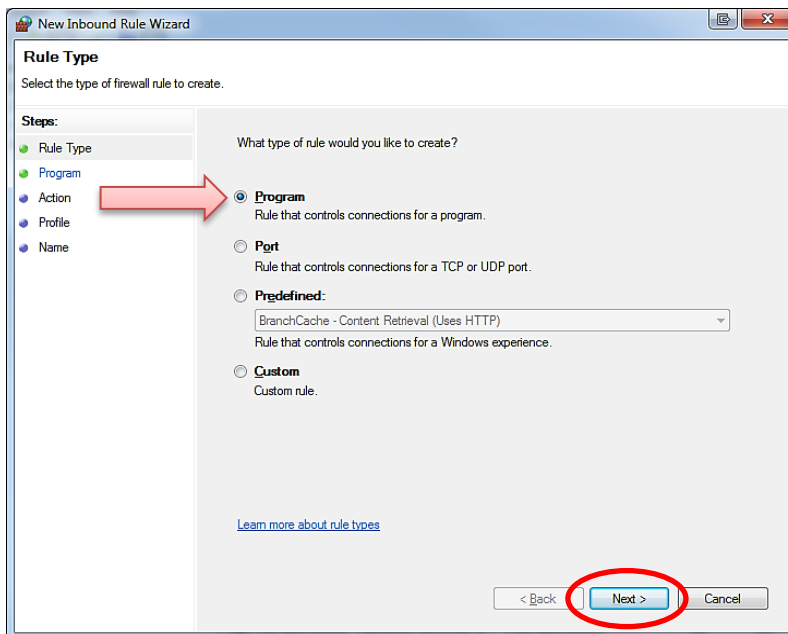 New Inbound Rule Wizard
Rule Type
Select the type of firewall rule to create.
Steps:
Rule Type
Program
Action
Profile
Name
What type of rule would you like to create?
Program
Rule that controls connections for a program.
Port
Rule that controls connections for a TCP or UDP port.
Predefined:
BranchCache - Content Retrieval (Uses HTTP)
Rule that controls connections for a Windows experience.
Custom
Custom rule.
Learn more about rule types
< Back Next > Cancel